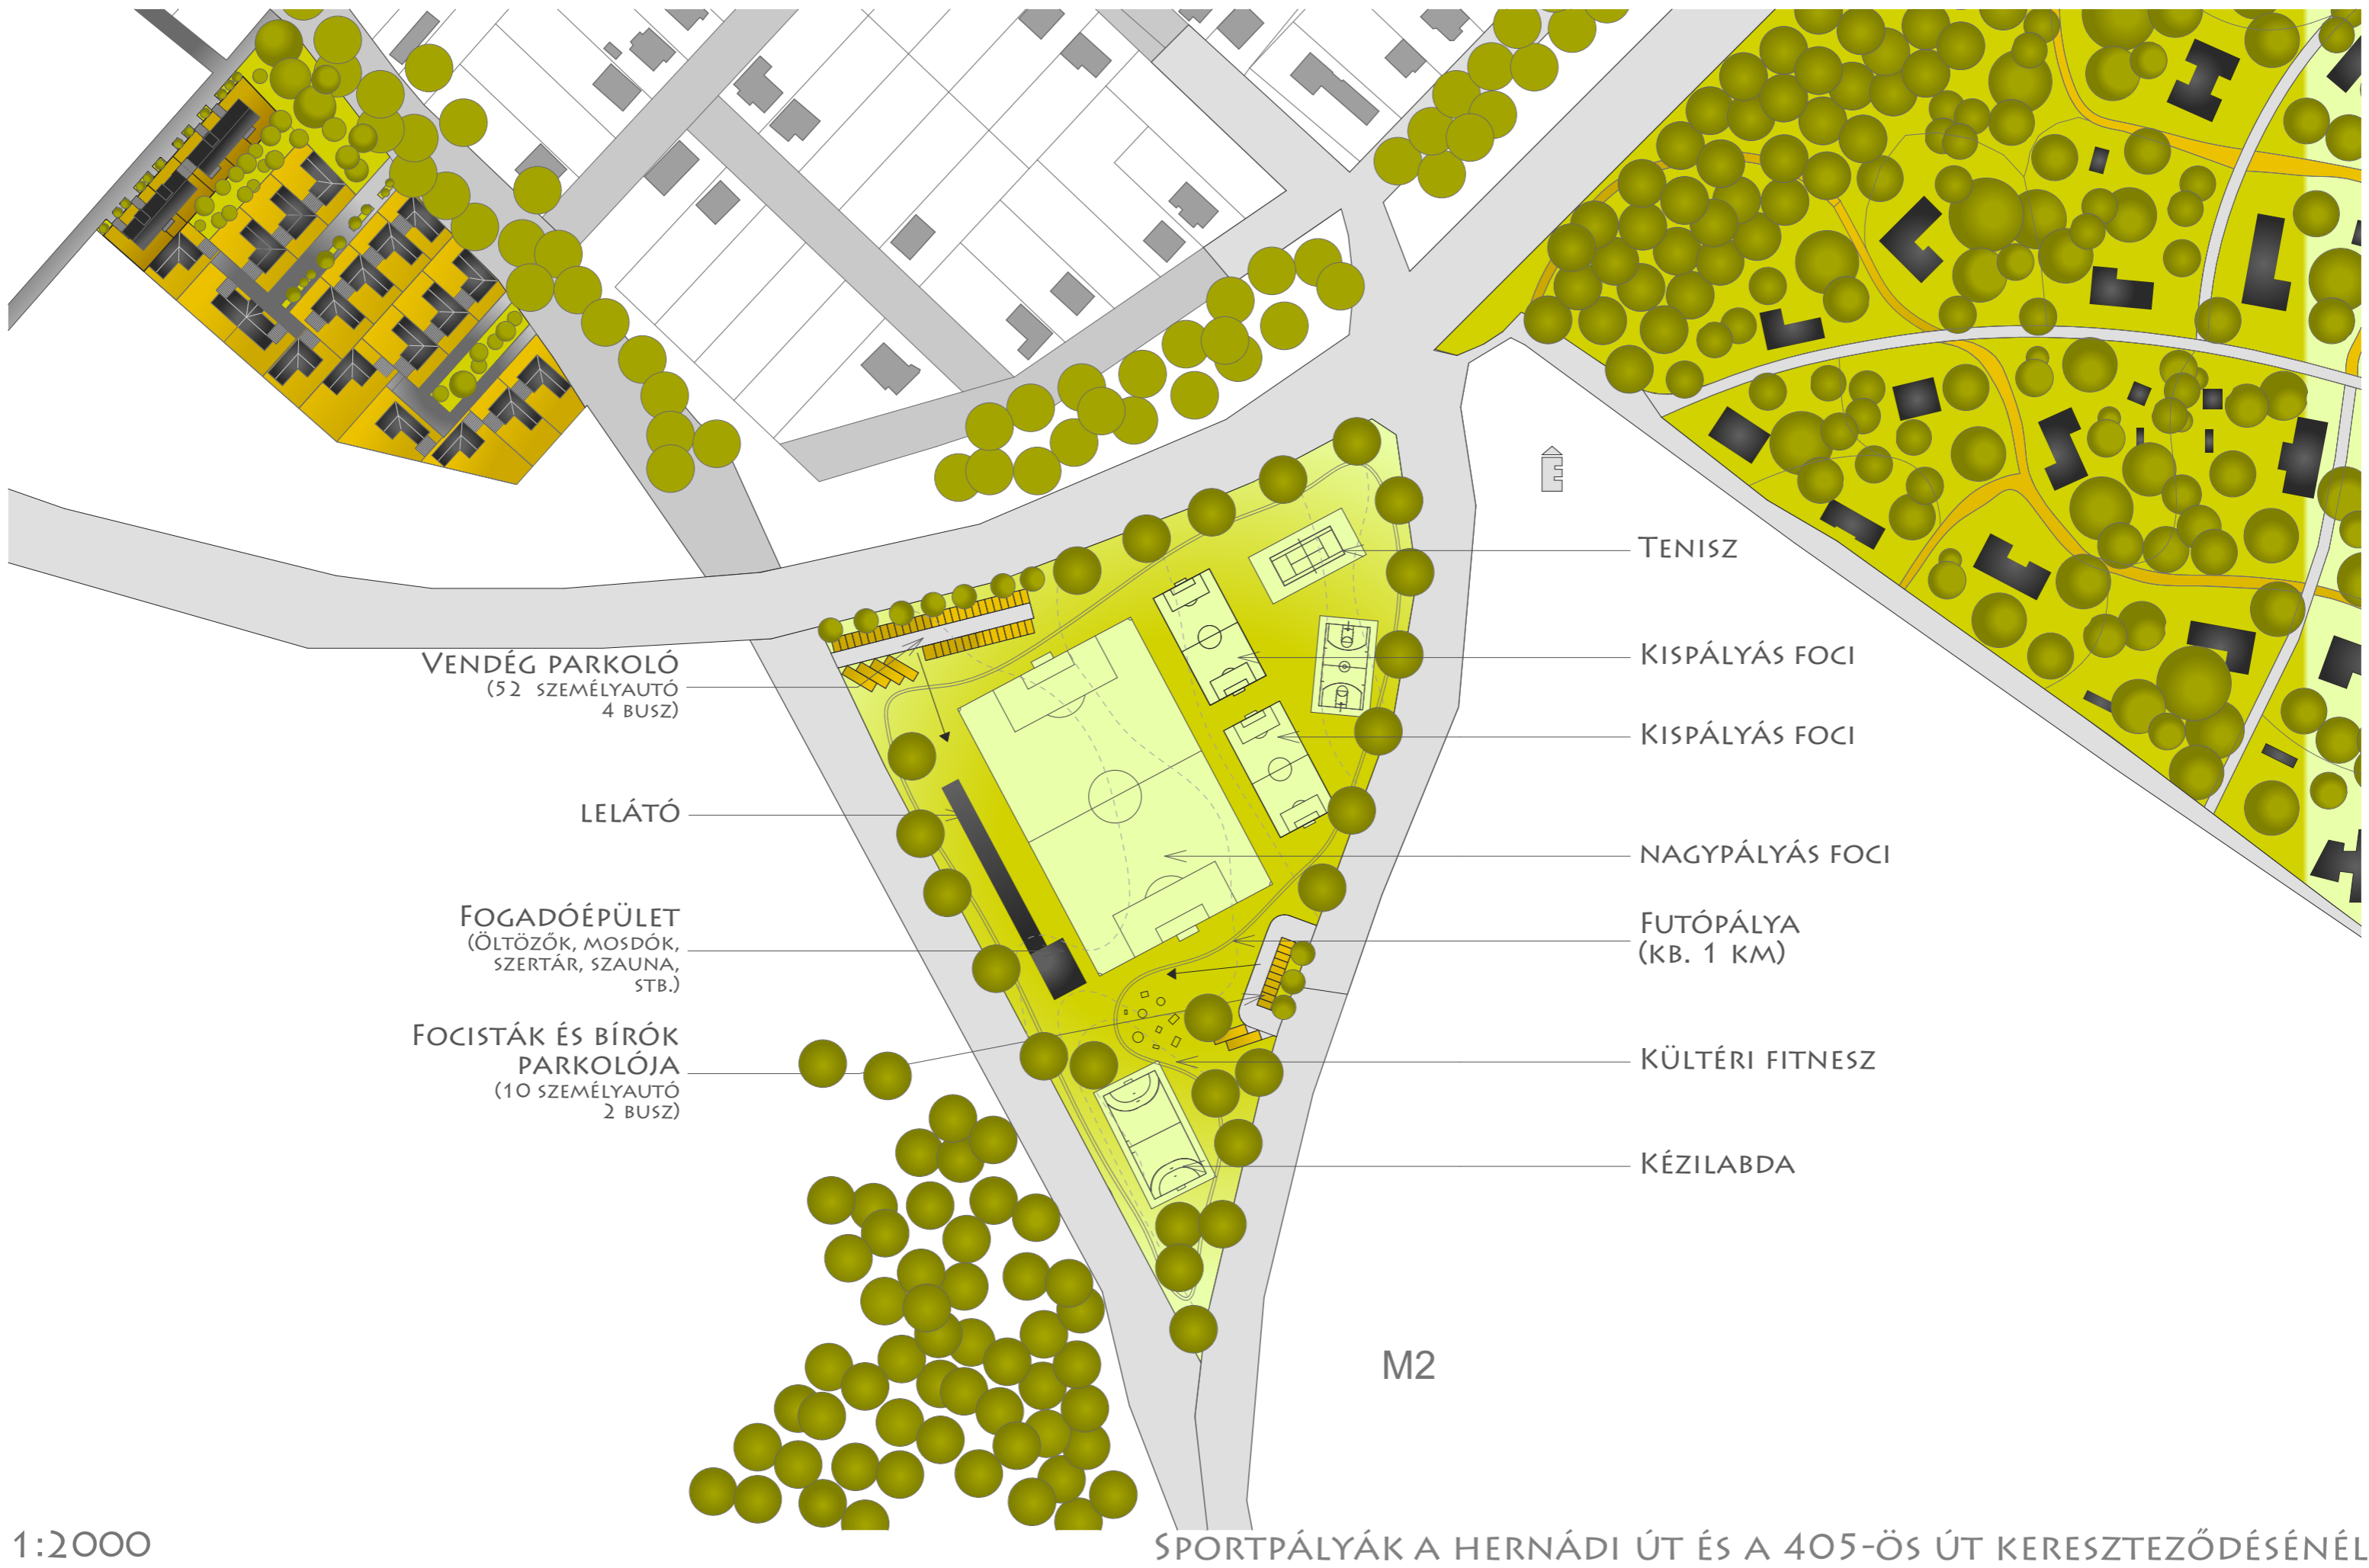 Vendég parkoló
(52 személyautó
4 busz)
lelátó
Fogadóépület
(Öltözők, mosdók,
szertár, szauna,
stb.)
Focisták és bírók
parkolója
(10 személyautó
2 busz)
É
Tenisz
Kispályás foci
Kispályás foci
nagypályás foci
Futópálya
(kb. 1 km)
Kültéri fitnesz
Kézilabda
M2
1:2000
Sportpályák a Hernádi út és a 405-ös út kereszteződésénél